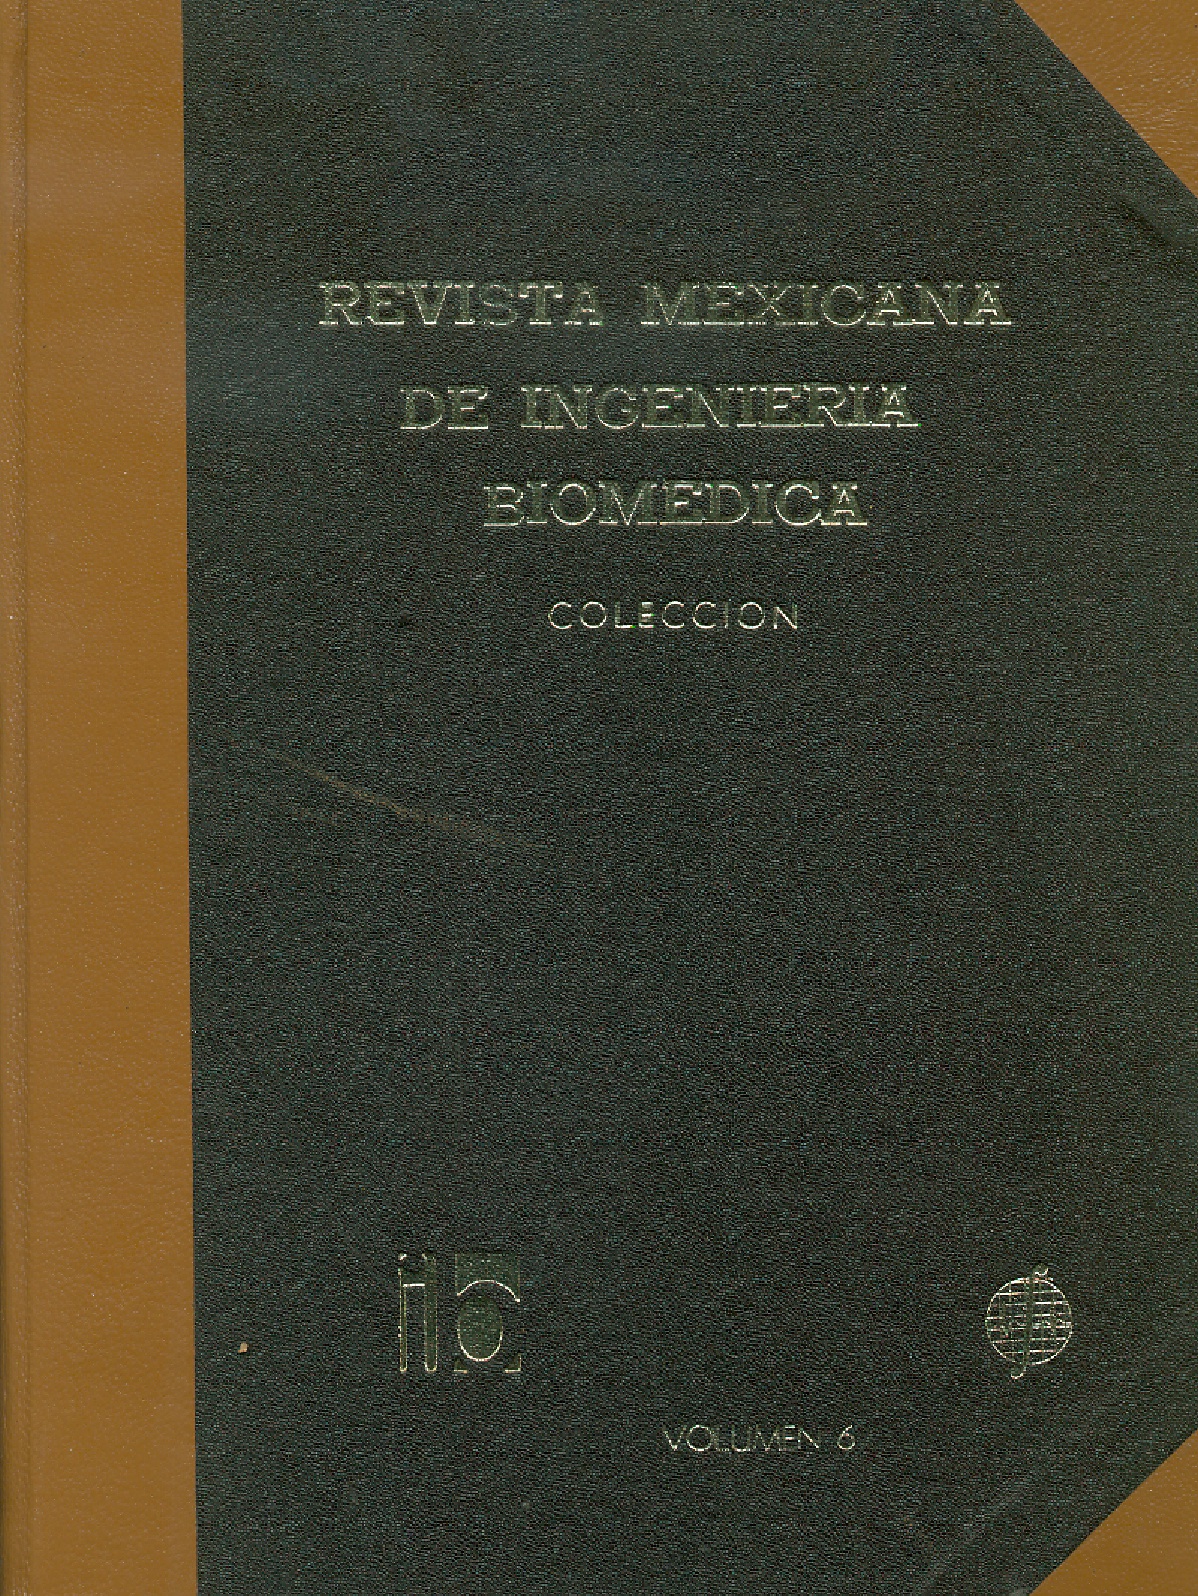 REVISTA MEXICANA
DE INGENIERIA
BIOMEDICA
COLECCION
VOLUMEN 6